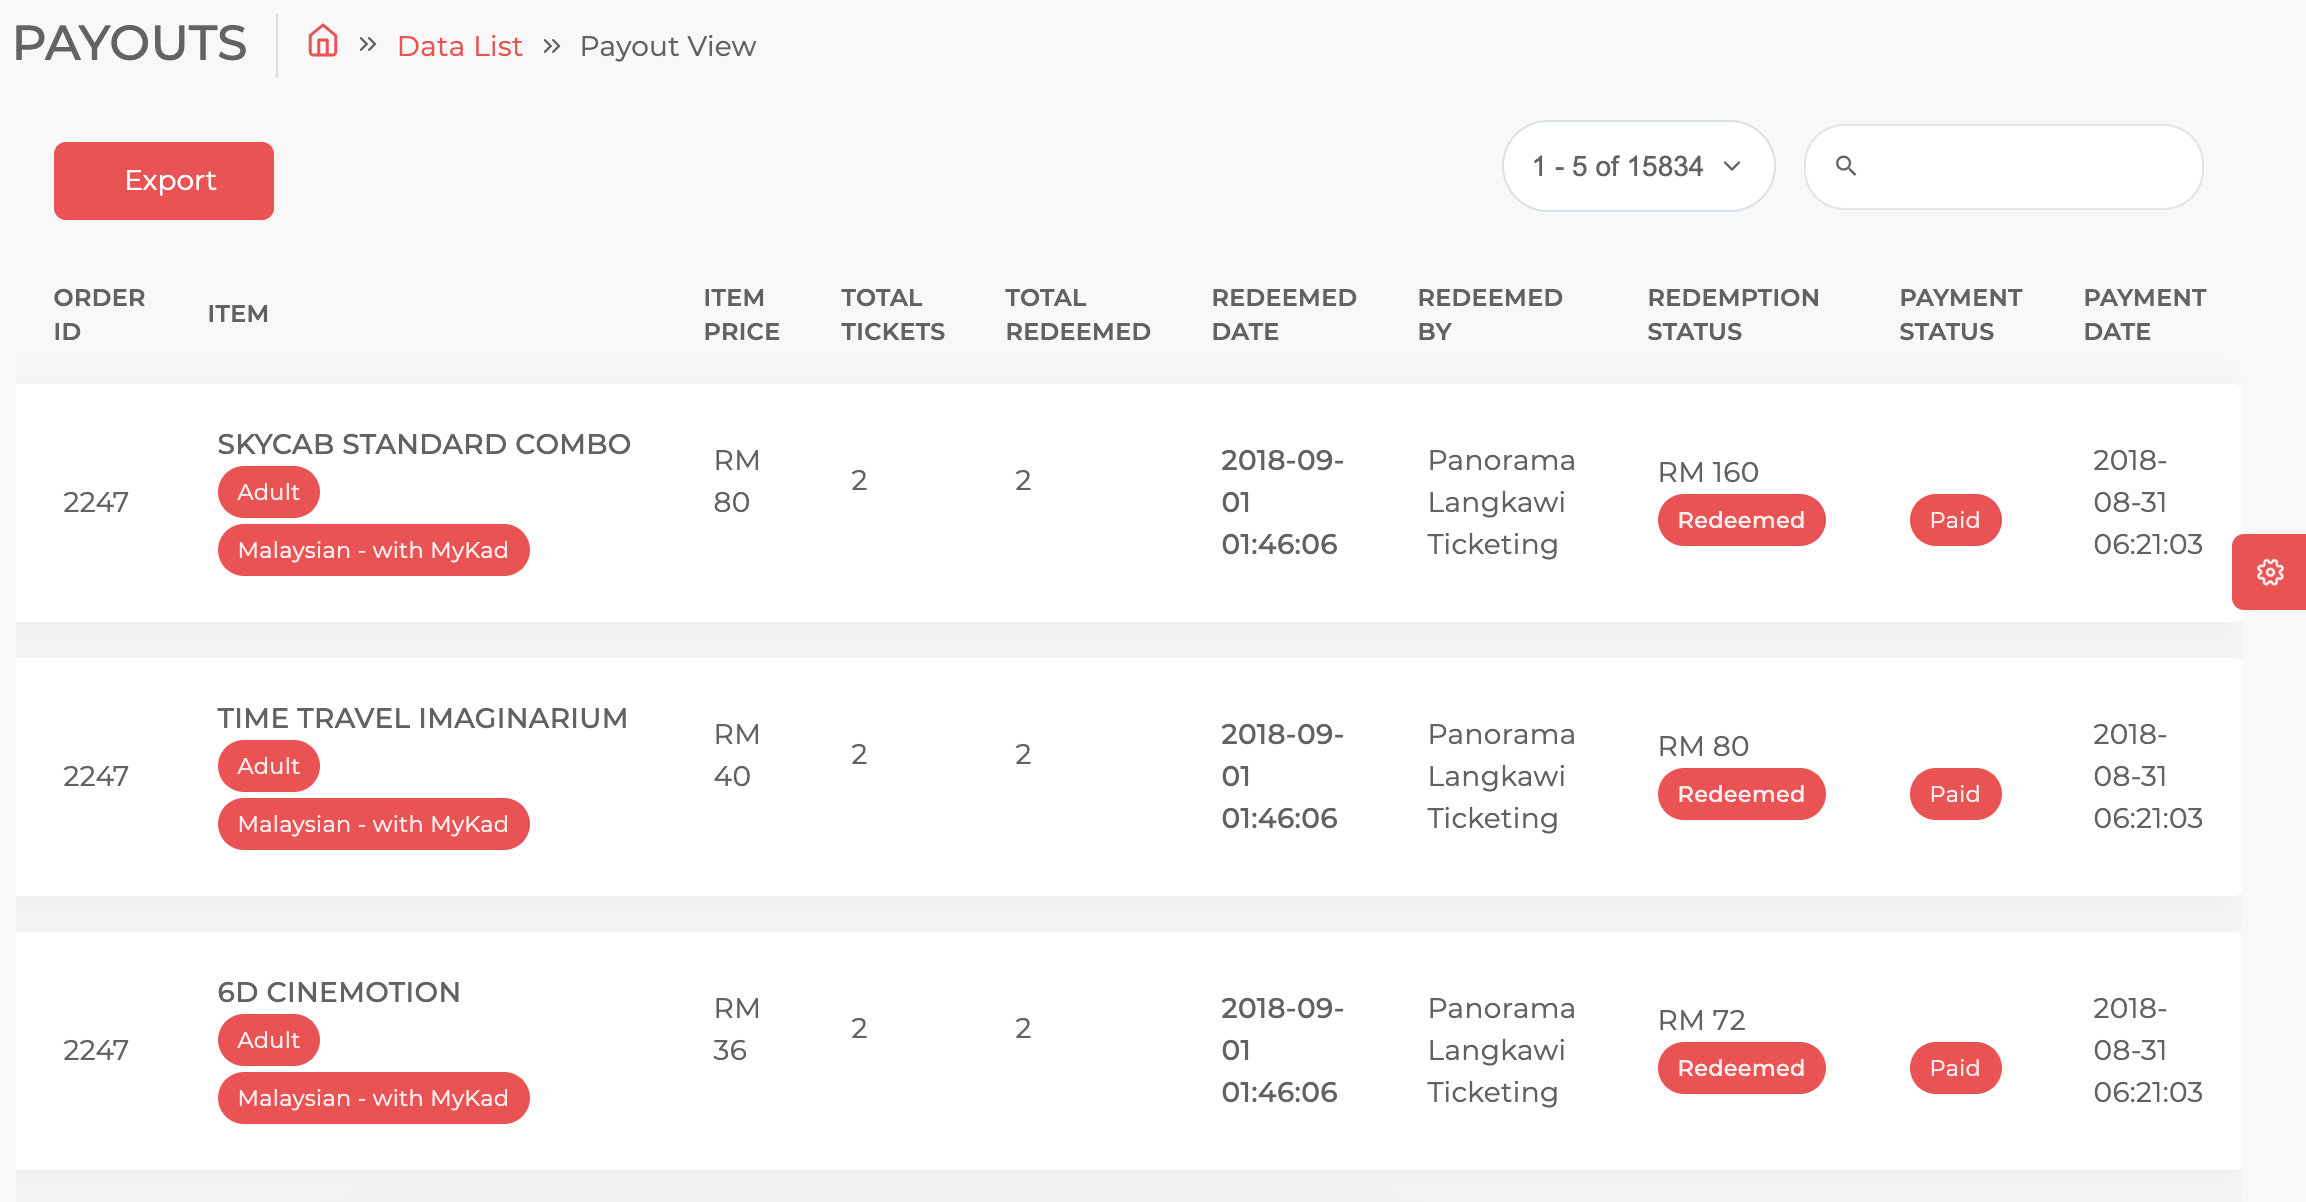 PAYOUTS
» Data List » Payout View
Export
1 - 5 of 15834
ORDER ID
ITEM
ITEM PRICE
TOTAL TICKETS
TOTAL REDEEMED
REDEEMED DATE
REDEEMED BY
REDEMPTION STATUS
PAYMENT STATUS
PAYMENT DATE
2247
SKYCAB STANDARD COMBO
Adult
Malaysian - with MyKad
RM
80
2
2
2018-09-
01
01:46:06
Panorama
Langkawi
Ticketing
RM 160
Redeemed
Paid
2018-
08-31
06:21:03
2247
TIME TRAVEL IMAGINARIUM
Adult
Malaysian - with MyKad
RM
40
2
2
2018-09-
01
01:46:06
Panorama
Langkawi
Ticketing
RM 80
Redeemed
Paid
2018-
08-31
06:21:03
2247
6D CINEMOTION
Adult
Malaysian - with MyKad
RM
36
2
2
2018-09-
01
01:46:06
Panorama
Langkawi
Ticketing
RM 72
Redeemed
Paid
2018-
08-31
06:21:03